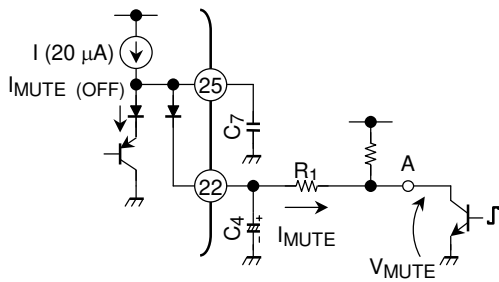 I (20 μA)
IMUTE (OFF)
25
C7
22
C4
+
-
R1
IMUTE
A
VMUTE